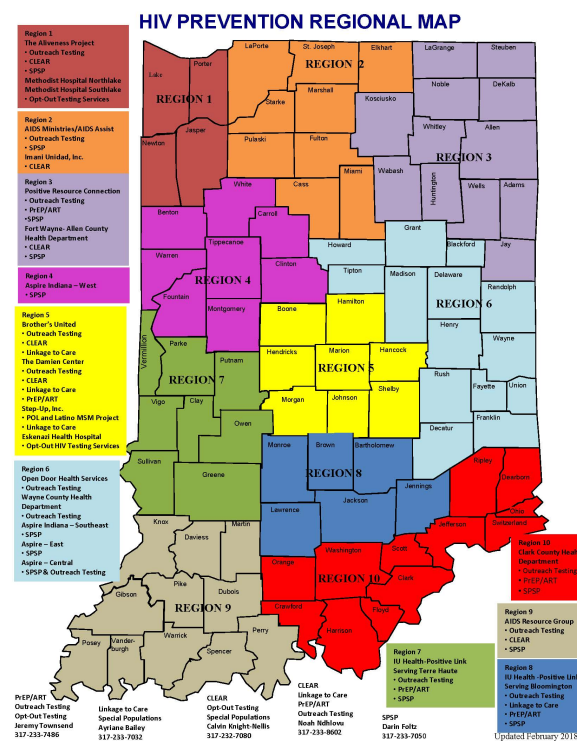 HIV PREVENTION REGIONAL MAP
Region 1
The Aliveness Project
• Outreach Testing
• CLEAR
• SPSP
Methodist Hospital Northlake
Methodist Hospital Southlake
• Opt-Out Testing Services
Region 2
AIDS Ministries/AIDS Assist
• Outreach Testing
• SPSP
Imani Unidad, Inc.
• CLEAR
Region 3
Positive Resource Connection
• Outreach Testing
• PrEP/ART
•SPSP
Fort Wayne- Allen County
Health Department
• CLEAR
• SPSP
Region 4
Aspire Indiana – West
• SPSP
Region 5
Brother's United
• Outreach Testing
• CLEAR
• Linkage to Care
The Damien Center
• Outreach Testing
• CLEAR
• Linkage to Care
• PrEP/ART
Step-Up, Inc.
• POL and Latino MSM Project
• Linkage to Care
Eskenazi Health Hospital
• Opt-Out HIV Testing Services
Region 6
Open Door Health Services
• Outreach Testing
Wayne County Health
Department
• Outreach Testing
Aspire Indiana – Southeast
• SPSP
Aspire – East
• SPSP
Aspire – Central
• SPSP & Outreach Testing
LaPorte
St. Joseph
Elkhart
LaGrange
Steuben
Porter
Lake
REGION 1
REGION 2
Marshall
Starke
Kosciusko
Noble
DeKalb
Jasper
Newton
Pulaski
Fulton
Whitley
Allen
REGION 3
Miami
Wabash
Huntington
Wells
Adams
White
Cass
Benton
Carroll
Grant
Howard
Blackford
Jay
Tippecanoe
Warren
Clinton
REGION 4
Tipton
Madison
Delaware
Randolph
Fountain
Montgomery
Boone
Hamilton
REGION 6
Henry
Wayne
Vermillion
Parke
Putnam
Hendricks
Marion
Hancock
REGION 5
REGION 7
Rush
Fayette
Union
Vigo
Clay
Morgan
Johnson
Shelby
Franklin
Owen
Decatur
Sullivan
Greene
Monroe
Brown
Bartholomew
REGION 8
Ripley
Dearborn
Jennings
Jackson
Lawrence
Ohio
Switzerland
Jefferson
Knox
Daviess
Martin
Washington
Scott
Orange
REGION 10
Clark
Pike
Gibson
Dubois
REGION 9
Crawford
Floyd
Harrison
Posey
Vander-
burgh
Warrick
Spencer
Perry
Region 10
Clark County Heal
Department
• Outreach Testing
• PrEP/ART
• SPSP
Region 9
AIDS Resource Group
• Outreach Testing
• CLEAR
• SPSP
Region 7
IU Health-Positive Link
Serving Terre Haute
• Outreach Testing
• PrEP/ART
• SPSP
Region 8
IU Health -Positive Link
Serving Bloomington
• Outreach Testing
• Linkage to Care
• PrEP/ART
• SPSP
PrEP/ART
Outreach Testing
Opt-Out Testing
Jeremy Townsend
317-233-7486
Linkage to Care
Special Populations
Ayriane Bailey
317-233-7032
CLEAR
Opt-Out Testing
Special Populations
Calvin Knight-Nellis
317-232-7080
CLEAR
Linkage to Care
PrEP/ART
Outreach Testing
Noah Ndhlovu
317-233-8602
SPSP
Darin Foltz
317-233-7050
Updated February 2018